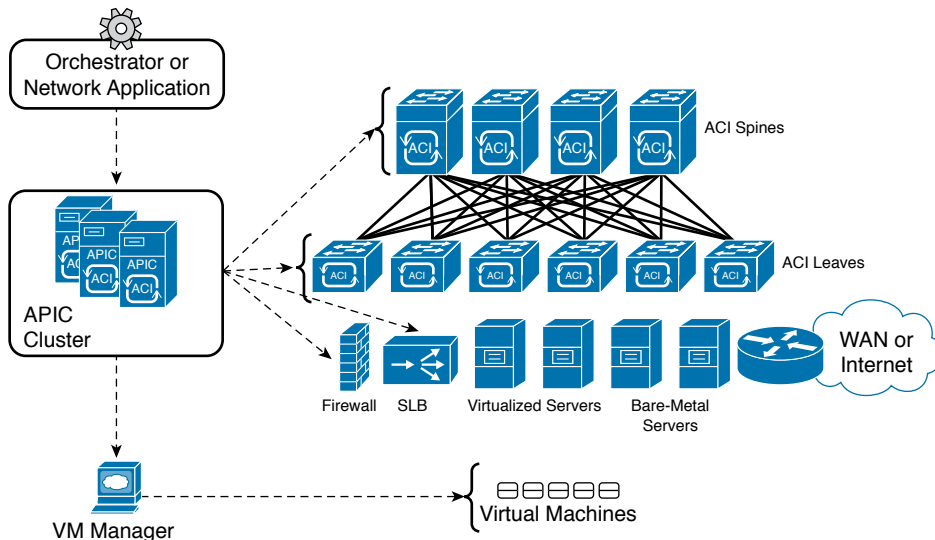 Orchestrator or
Network Application
ACI ACI ACI ACI
ACI Spines
APIC
APIC
APIC
AC
ACI
ACI
ACI ACI ACI ACI ACI ACI
ACI Leaves
APIC
Cluster
WAN or
Internet
Firewall SLB Virtualized Servers Bare-Metal
Servers
VM Manager
Virtual Machines